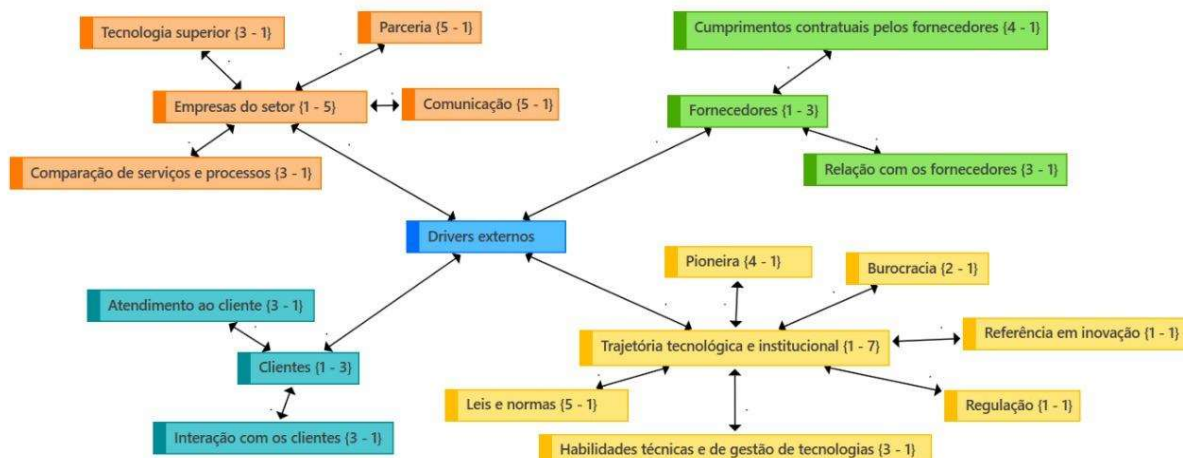 Tecnologia superior {3 - 1}
Parceria {5 - 1}
Cumprimentos contratuais pelos fornecedores {4 - 1}
Empresas do setor {1 - 5}
Comunicação {5 - 1}
Fornecedores {1 - 3}
Comparação de serviços e processos {3 - 1}
Relação com os fornecedores {3 - 1}
Drivers externos
Pioneira {4 - 1}
Burocracia {2 - 1}
Atendimento ao cliente {3 - 1}
Trajetória tecnológica e institucional {1 - 7}
Referência em inovação {1 - 1}
Clientes {1 - 3}
Leis e normas {5 - 1}
Regulação {1 - 1}
Interação com os clientes {3 - 1}
Habilidades técnicas e de gestão de tecnologias {3 - 1}